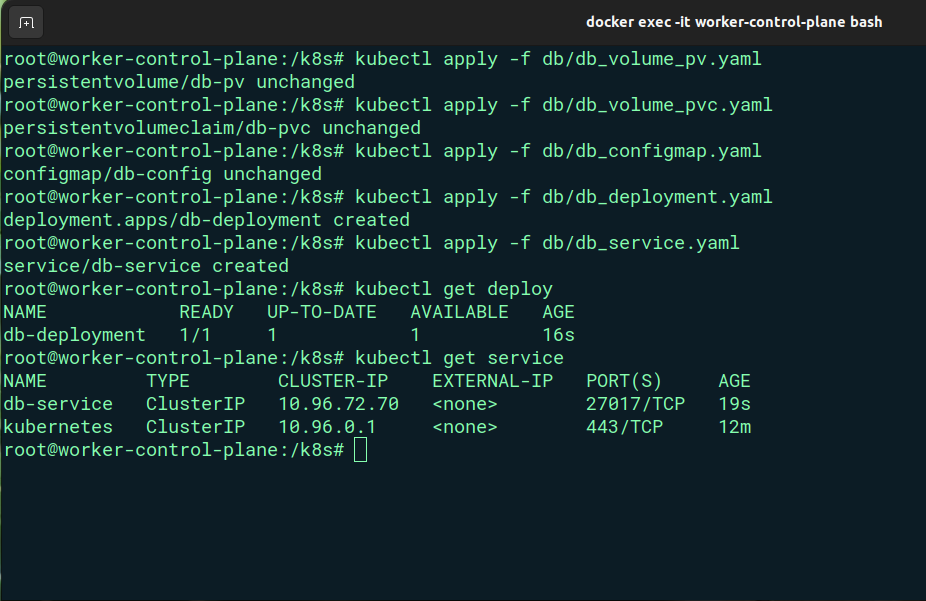 docker exec -it worker-control-plane bash
root@worker-control-plane:/k8s# kubectl apply -f db/db_volume_pv.yaml
persistentvolume/db-pv unchanged
root@worker-control-plane:/k8s# kubectl apply -f db/db_volume_pvc.yaml
persistentvolumeclaim/db-pvc unchanged
root@worker-control-plane:/k8s# kubectl apply -f db/db_configmap.yaml
configmap/db-config unchanged
root@worker-control-plane:/k8s# kubectl apply -f db/db_deployment.yaml
deployment.apps/db-deployment created
root@worker-control-plane:/k8s# kubectl apply -f db/db_service.yaml
service/db-service created
root@worker-control-plane:/k8s# kubectl get deploy
NAME            READY   UP-TO-DATE   AVAILABLE   AGE
db-deployment   1/1     1            1           16s
root@worker-control-plane:/k8s# kubectl get service
NAME         TYPE        CLUSTER-IP    EXTERNAL-IP   PORT(S)     AGE
db-service   ClusterIP   10.96.72.70   <none>        27017/TCP   19s
kubernetes   ClusterIP   10.96.0.1     <none>        443/TCP     12m
root@worker-control-plane:/k8s#